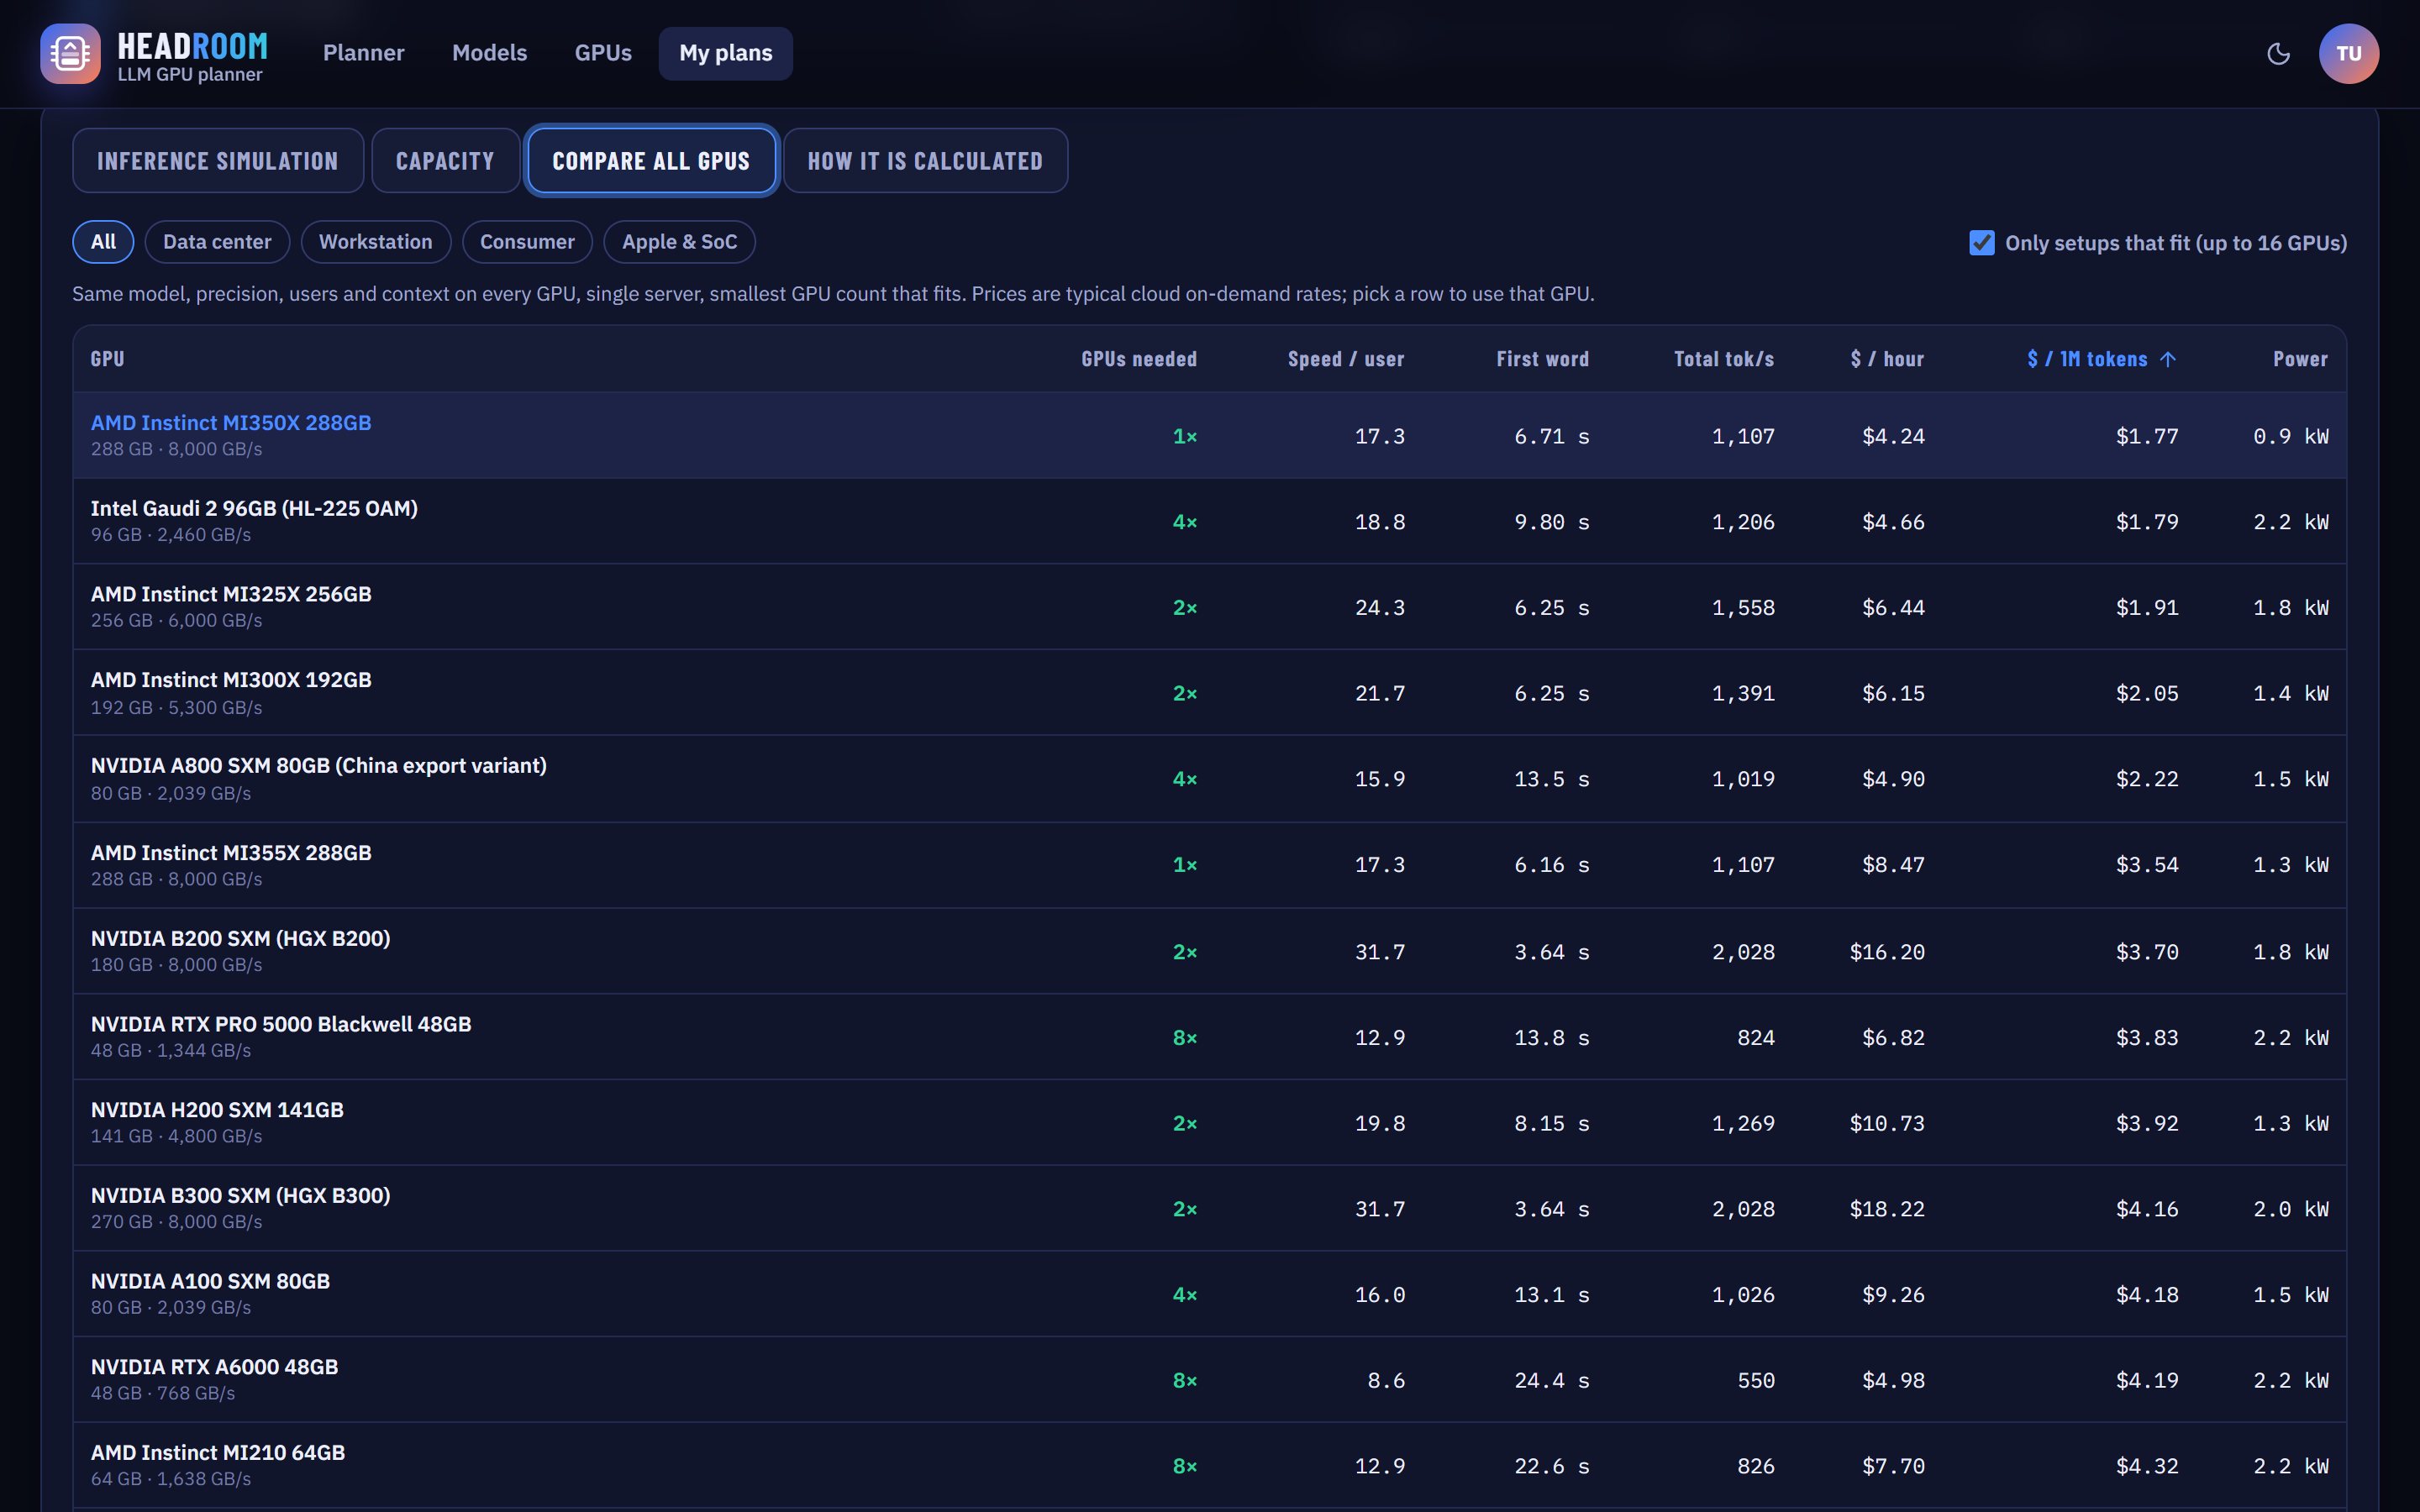 HEADROOM
LLM GPU planner
Planner Models GPUs My plans TU
INFERENCE SIMULATION CAPACITY COMPARE ALL GPUS HOW IT IS CALCULATED
All Data center Workstation Consumer Apple & SoC Only setups that fit (up to 16 GPUs)
Same model, precision, users and context on every GPU, single server, smallest GPU count that fits. Prices are typical cloud on-demand rates; pick a row to use that GPU.
GPU GPUs needed Speed / user First word Total tok/s $ / hour $ / 1M tokens ↑ Power
AMD Instinct MI350X 288GB
288 GB · 8,000 GB/s
1× 17.3 6.71 s 1,107 $4.24 $1.77 0.9 kW
Intel Gaudi 2 96GB (HL-225 OAM)
96 GB · 2,460 GB/s
4× 18.8 9.80 s 1,206 $4.66 $1.79 2.2 kW
AMD Instinct MI325X 256GB
256 GB · 6,000 GB/s
2× 24.3 6.25 s 1,558 $6.44 $1.91 1.8 kW
AMD Instinct MI300X 192GB
192 GB · 5,300 GB/s
2× 21.7 6.25 s 1,391 $6.15 $2.05 1.4 kW
NVIDIA A800 SXM 80GB (China export variant)
80 GB · 2,039 GB/s
4× 15.9 13.5 s 1,019 $4.90 $2.22 1.5 kW
AMD Instinct MI355X 288GB
288 GB · 8,000 GB/s
1× 17.3 6.16 s 1,107 $8.47 $3.54 1.3 kW
NVIDIA B200 SXM (HGX B200)
180 GB · 8,000 GB/s
2× 31.7 3.64 s 2,028 $16.20 $3.70 1.8 kW
NVIDIA RTX PRO 5000 Blackwell 48GB
48 GB · 1,344 GB/s
8× 12.9 13.8 s 824 $6.82 $3.83 2.2 kW
NVIDIA H200 SXM 141GB
141 GB · 4,800 GB/s
2× 19.8 8.15 s 1,269 $10.73 $3.92 1.3 kW
NVIDIA B300 SXM (HGX B300)
270 GB · 8,000 GB/s
2× 31.7 3.64 s 2,028 $18.22 $4.16 2.0 kW
NVIDIA A100 SXM 80GB
80 GB · 2,039 GB/s
4× 16.0 13.1 s 1,026 $9.26 $4.18 1.5 kW
NVIDIA RTX A6000 48GB
48 GB · 768 GB/s
8× 8.6 24.4 s 550 $4.98 $4.19 2.2 kW
AMD Instinct MI210 64GB
64 GB · 1,638 GB/s
8× 12.9 22.6 s 826 $7.70 $4.32 2.2 kW